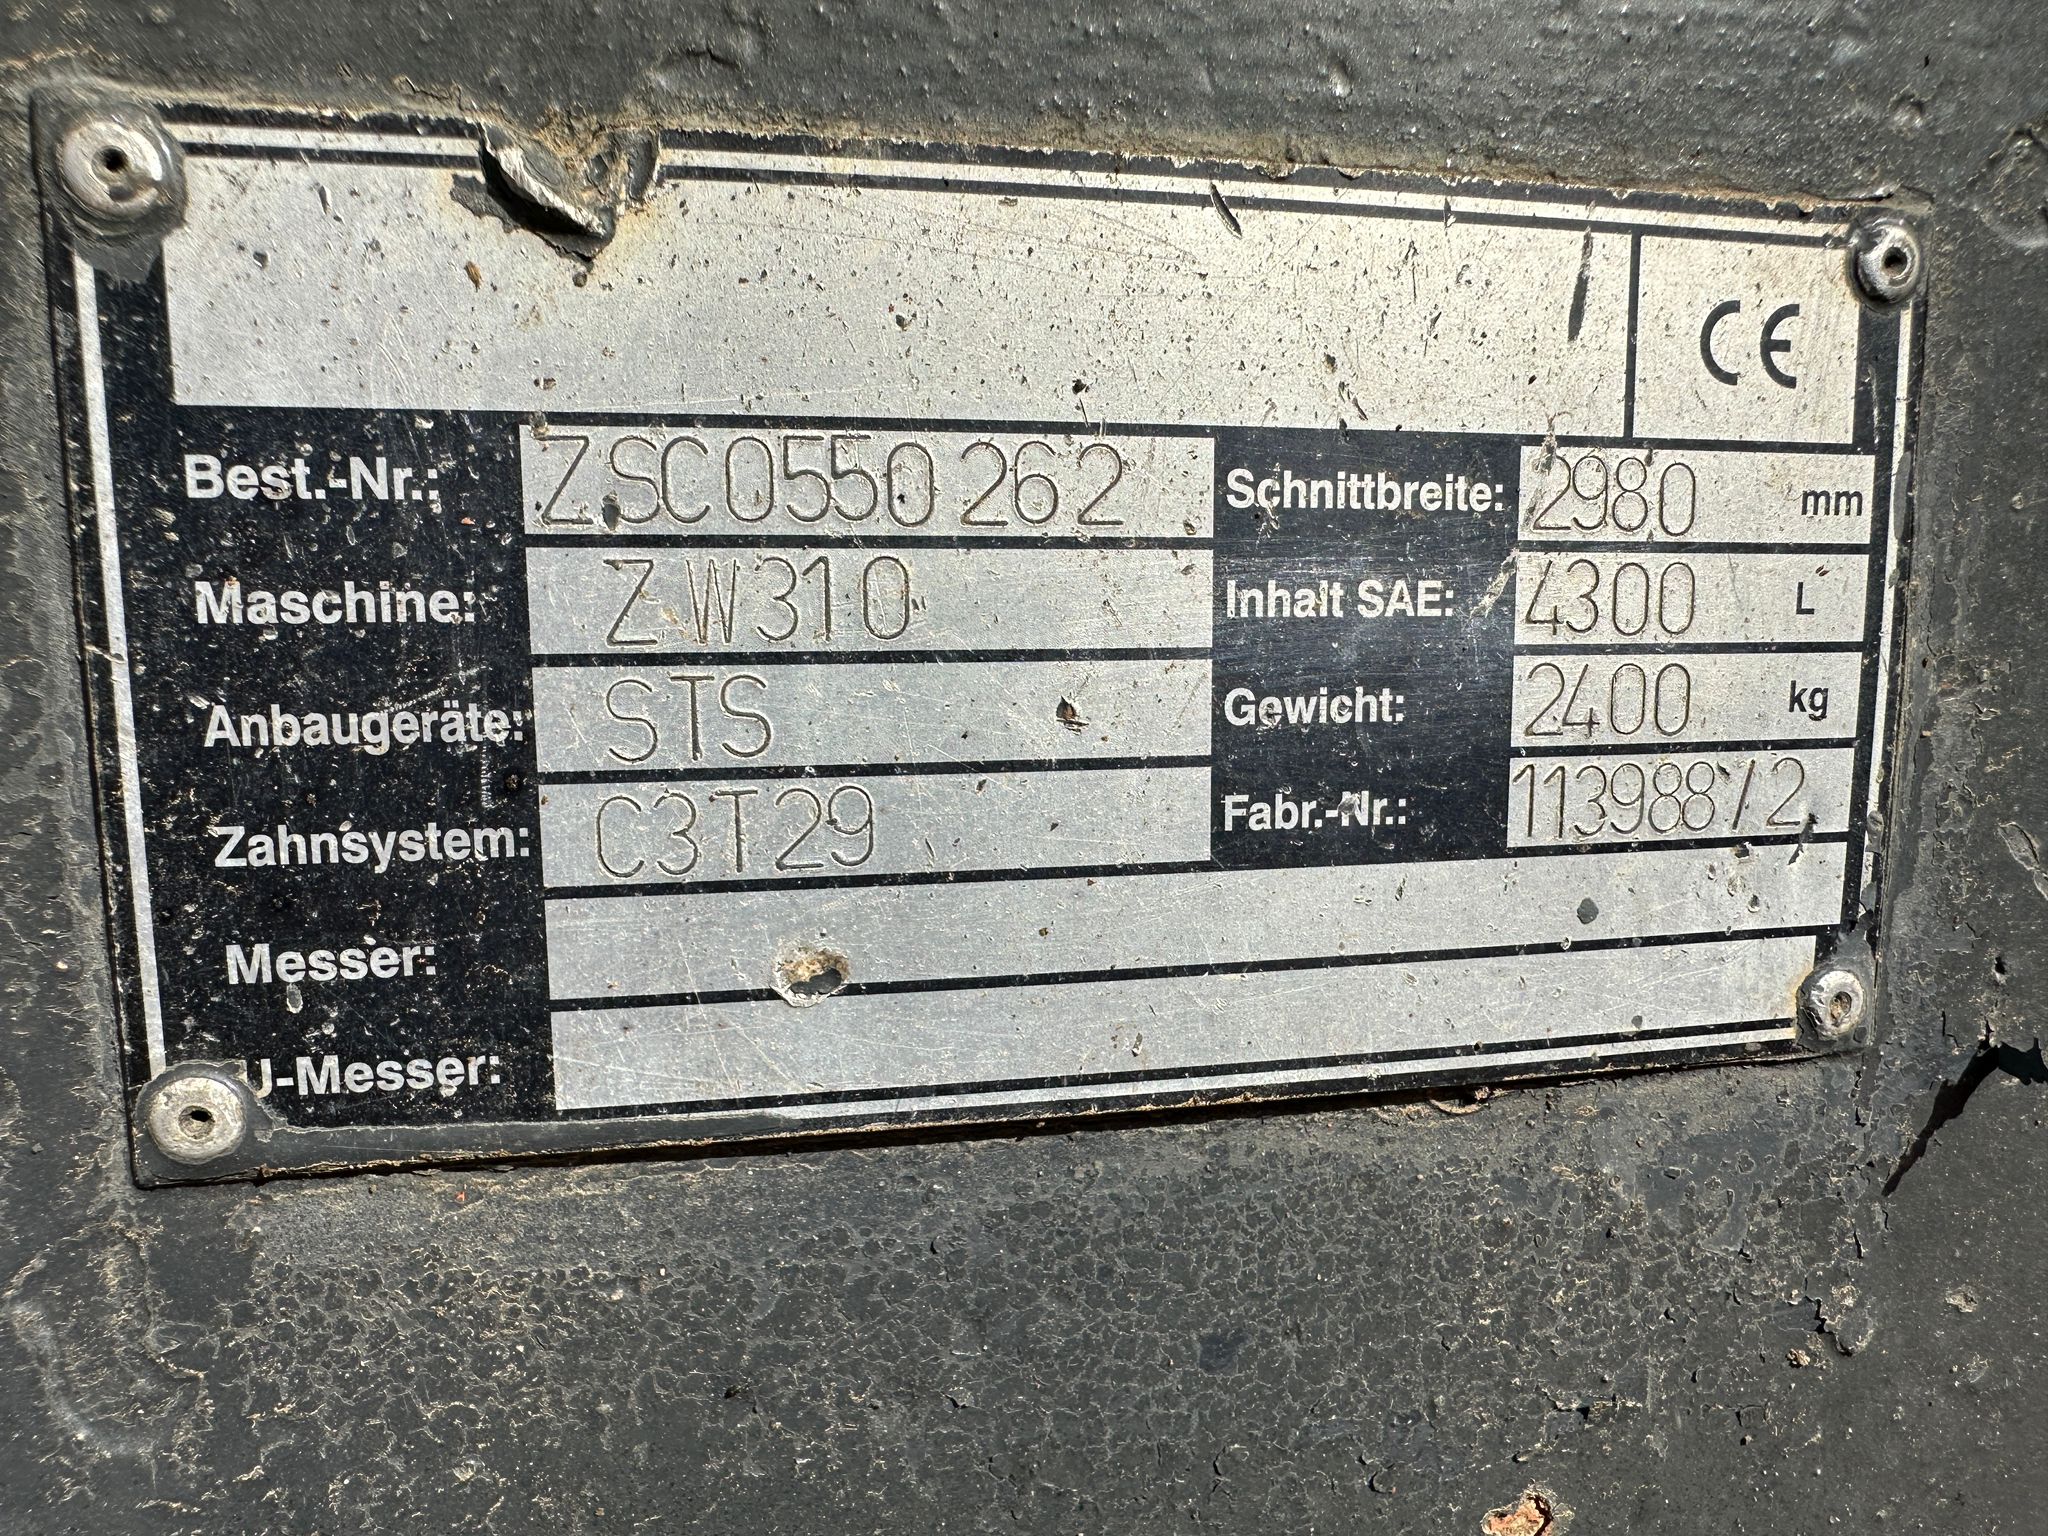 CE
Best.-Nr.: ZSC0550262 Schnittbreite: 2980 mm
Maschine: ZW310 Inhalt SAE: 4300 L
Anbaugeräte: STS Gewicht: 2400 kg
Zahnsystem: C3T29 Fabr.-Nr.: 113988/2
Messer:
U-Messer: